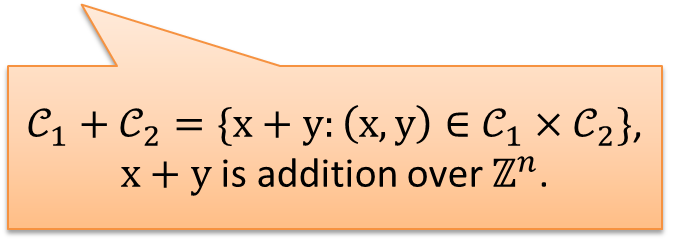 𝒞₁ + 𝒞₂ = {x + y: (x, y) ∈ 𝒞₁ × 𝒞₂},
x + y is addition over ℤⁿ.